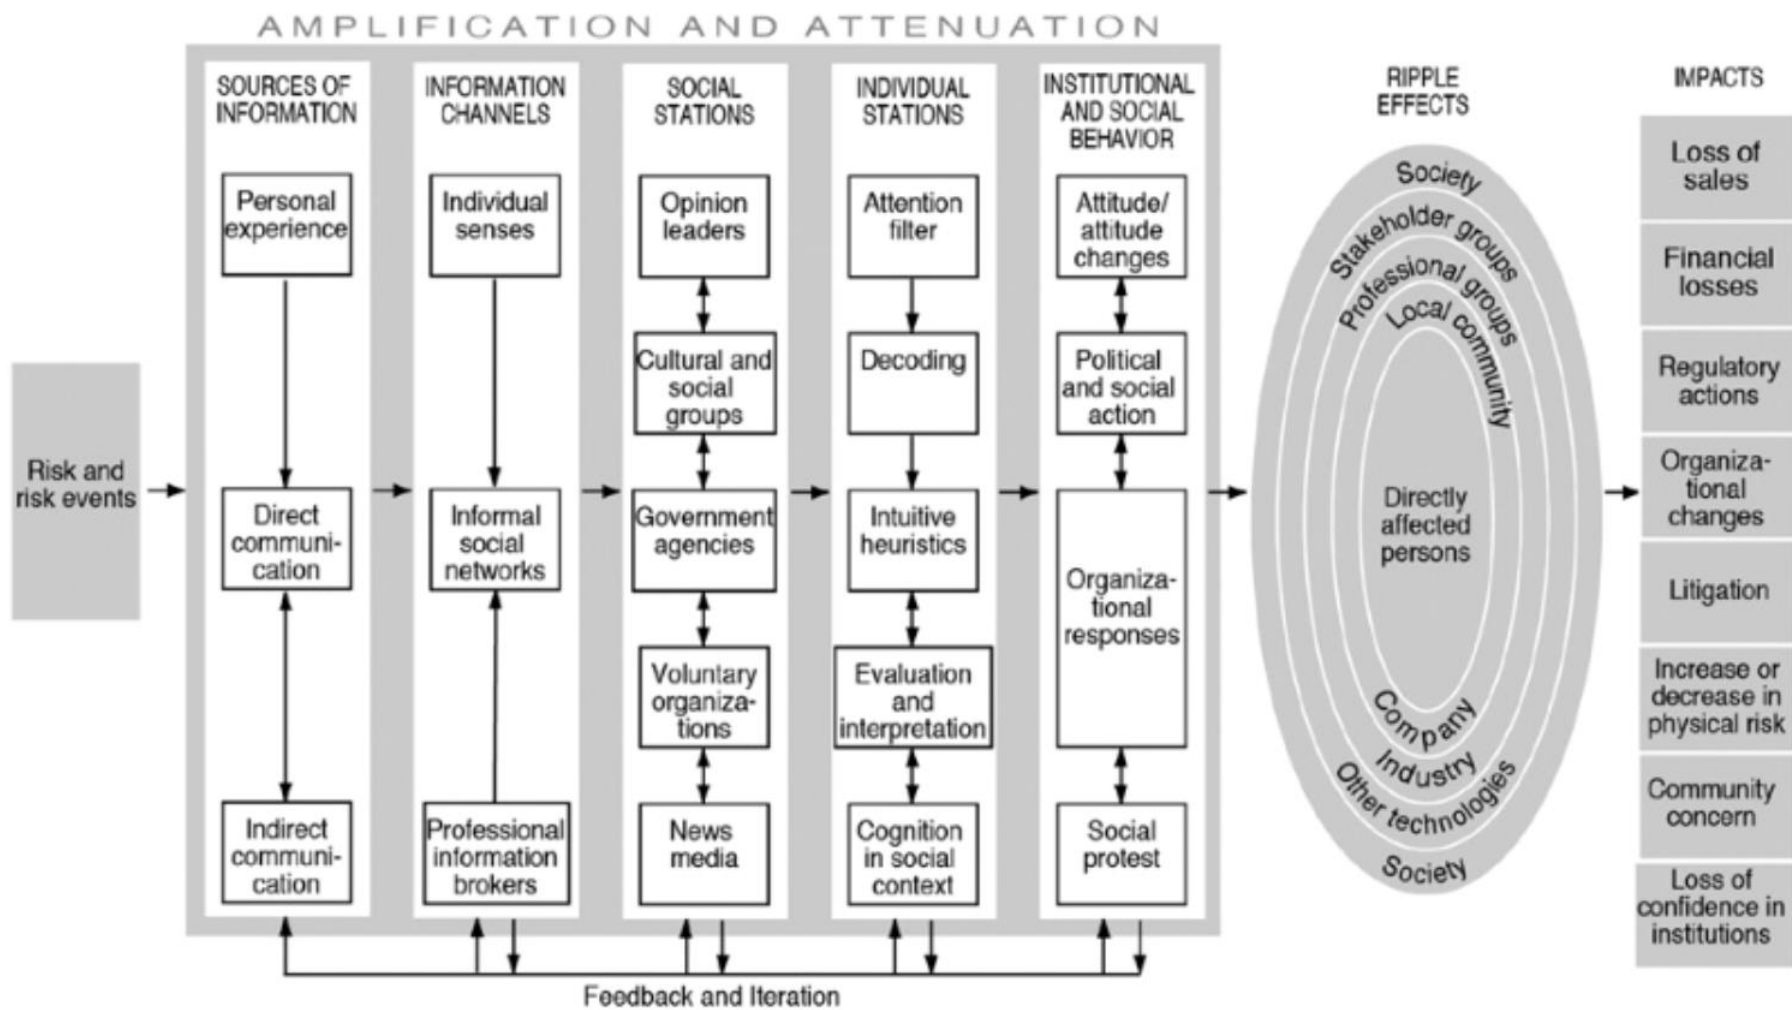 AMPLIFICATION AND ATTENUATION
Risk and
risk events
SOURCES OF
INFORMATION
Personal
experience
Direct
communi-
cation
Indirect
communi-
cation
INFORMATION
CHANNELS
Individual
senses
Informal
social
networks
Professional
information
brokers
SOCIAL
STATIONS
Opinion
leaders
Cultural and
social
groups
Government
agencies
Voluntary
organiza-
tions
News
media
INDIVIDUAL
STATIONS
Attention
filter
Decoding
Intuitive
heuristics
Evaluation
and
interpretation
Cognition
in social
context
INSTITUTIONAL
AND SOCIAL
BEHAVIOR
Attitude/
attitude
changes
Political
and social
action
Organiza-
tional
responses
Social
protest
Feedback and Iteration
RIPPLE
EFFECTS
Society
Stakeholder groups
Professional groups
Local community
Directly
affected
persons
Company
Industry
Other technologies
Society
IMPACTS
Loss of
sales
Financial
losses
Regulatory
actions
Organiza-
tional
changes
Litigation
Increase or
decrease in
physical risk
Community
concern
Loss of
confidence in
institutions